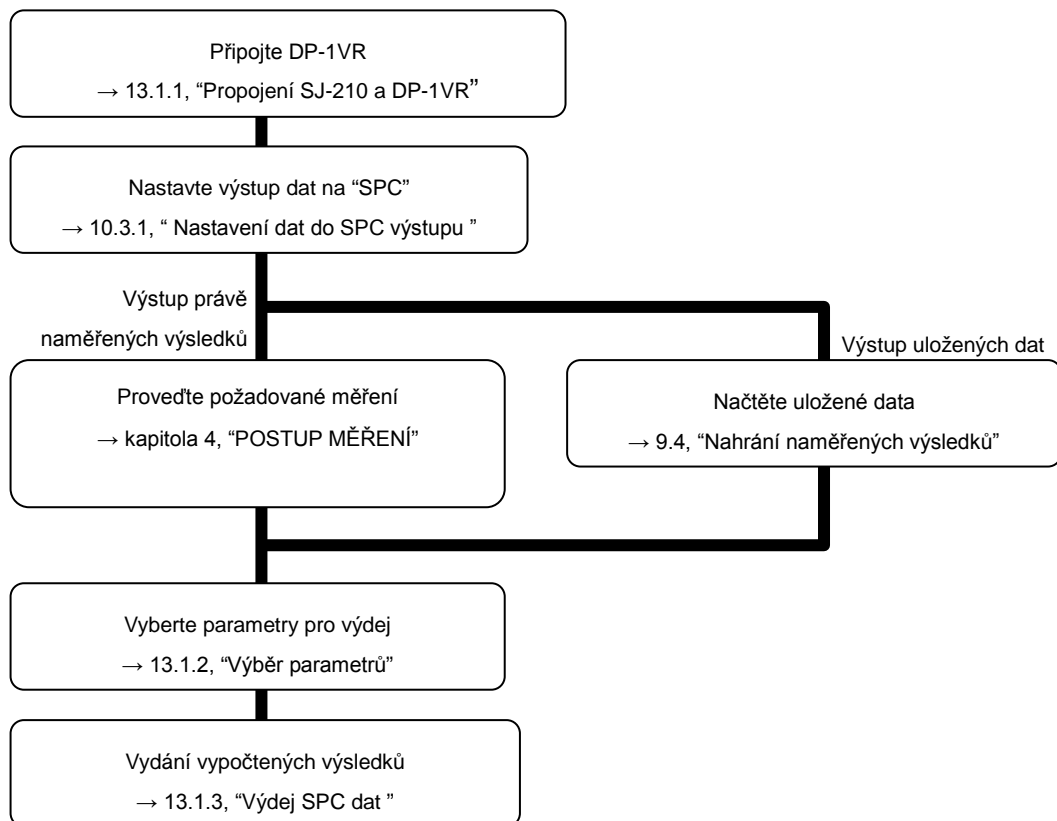 Připojte DP-1VR
→ 13.1.1, “Propojení SJ-210 a DP-1VR”
Nastavte výstup dat na “SPC”
→ 10.3.1, “ Nastavení dat do SPC výstupu ”
Výstup právě
naměřených výsledků
Výstup uložených dat
Proveďte požadované měření
→ kapitola 4, “POSTUP MĚŘENÍ”
Načtěte uložené data
→ 9.4, “Nahrání naměřených výsledků”
Vyberte parametry pro výdej
→ 13.1.2, “Výběr parametrů”
Vydání vypočtených výsledků
→ 13.1.3, “Výdej SPC dat ”